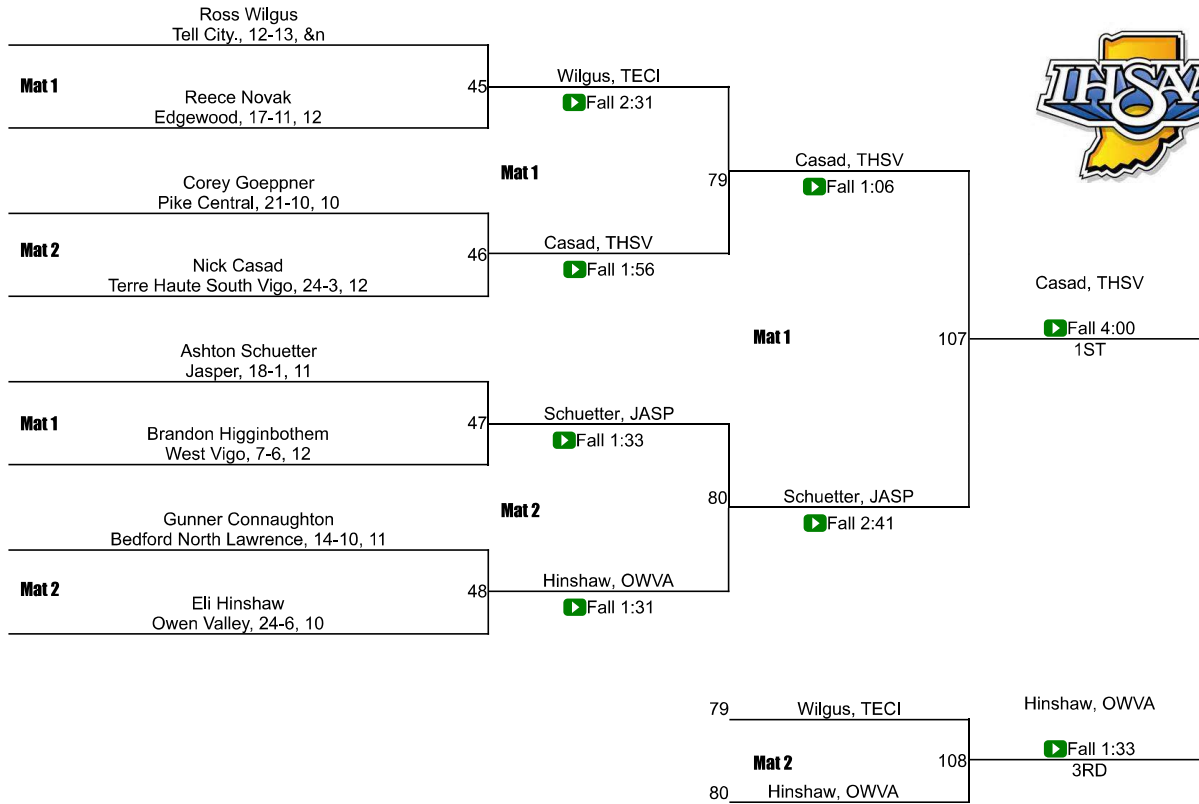 Ross Wilgus
Tell City., 12-13, &n
Mat 1
45
Reece Novak
Edgewood, 17-11, 12
Wilgus, TECI
Fall 2:31
Mat 1
79
Corey Goeppner
Pike Central, 21-10, 10
Mat 2
46
Nick Casad
Terre Haute South Vigo, 24-3, 12
Casad, THSV
Fall 1:56
Casad, THSV
Fall 1:06
IHSAA
Mat 1
107
Casad, THSV
Fall 4:00
1ST
Ashton Schuetter
Jasper, 18-1, 11
Mat 1
47
Brandon Higginbothem
West Vigo, 7-6, 12
Schuetter, JASP
Fall 1:33
Mat 2
80
Gunner Connaughton
Bedford North Lawrence, 14-10, 11
Mat 2
48
Eli Hinshaw
Owen Valley, 24-6, 10
Hinshaw, OWVA
Fall 1:31
Schuetter, JASP
Fall 2:41
79 Wilgus, TECI
Mat 2
108
80 Hinshaw, OWVA
Hinshaw, OWVA
Fall 1:33
3RD